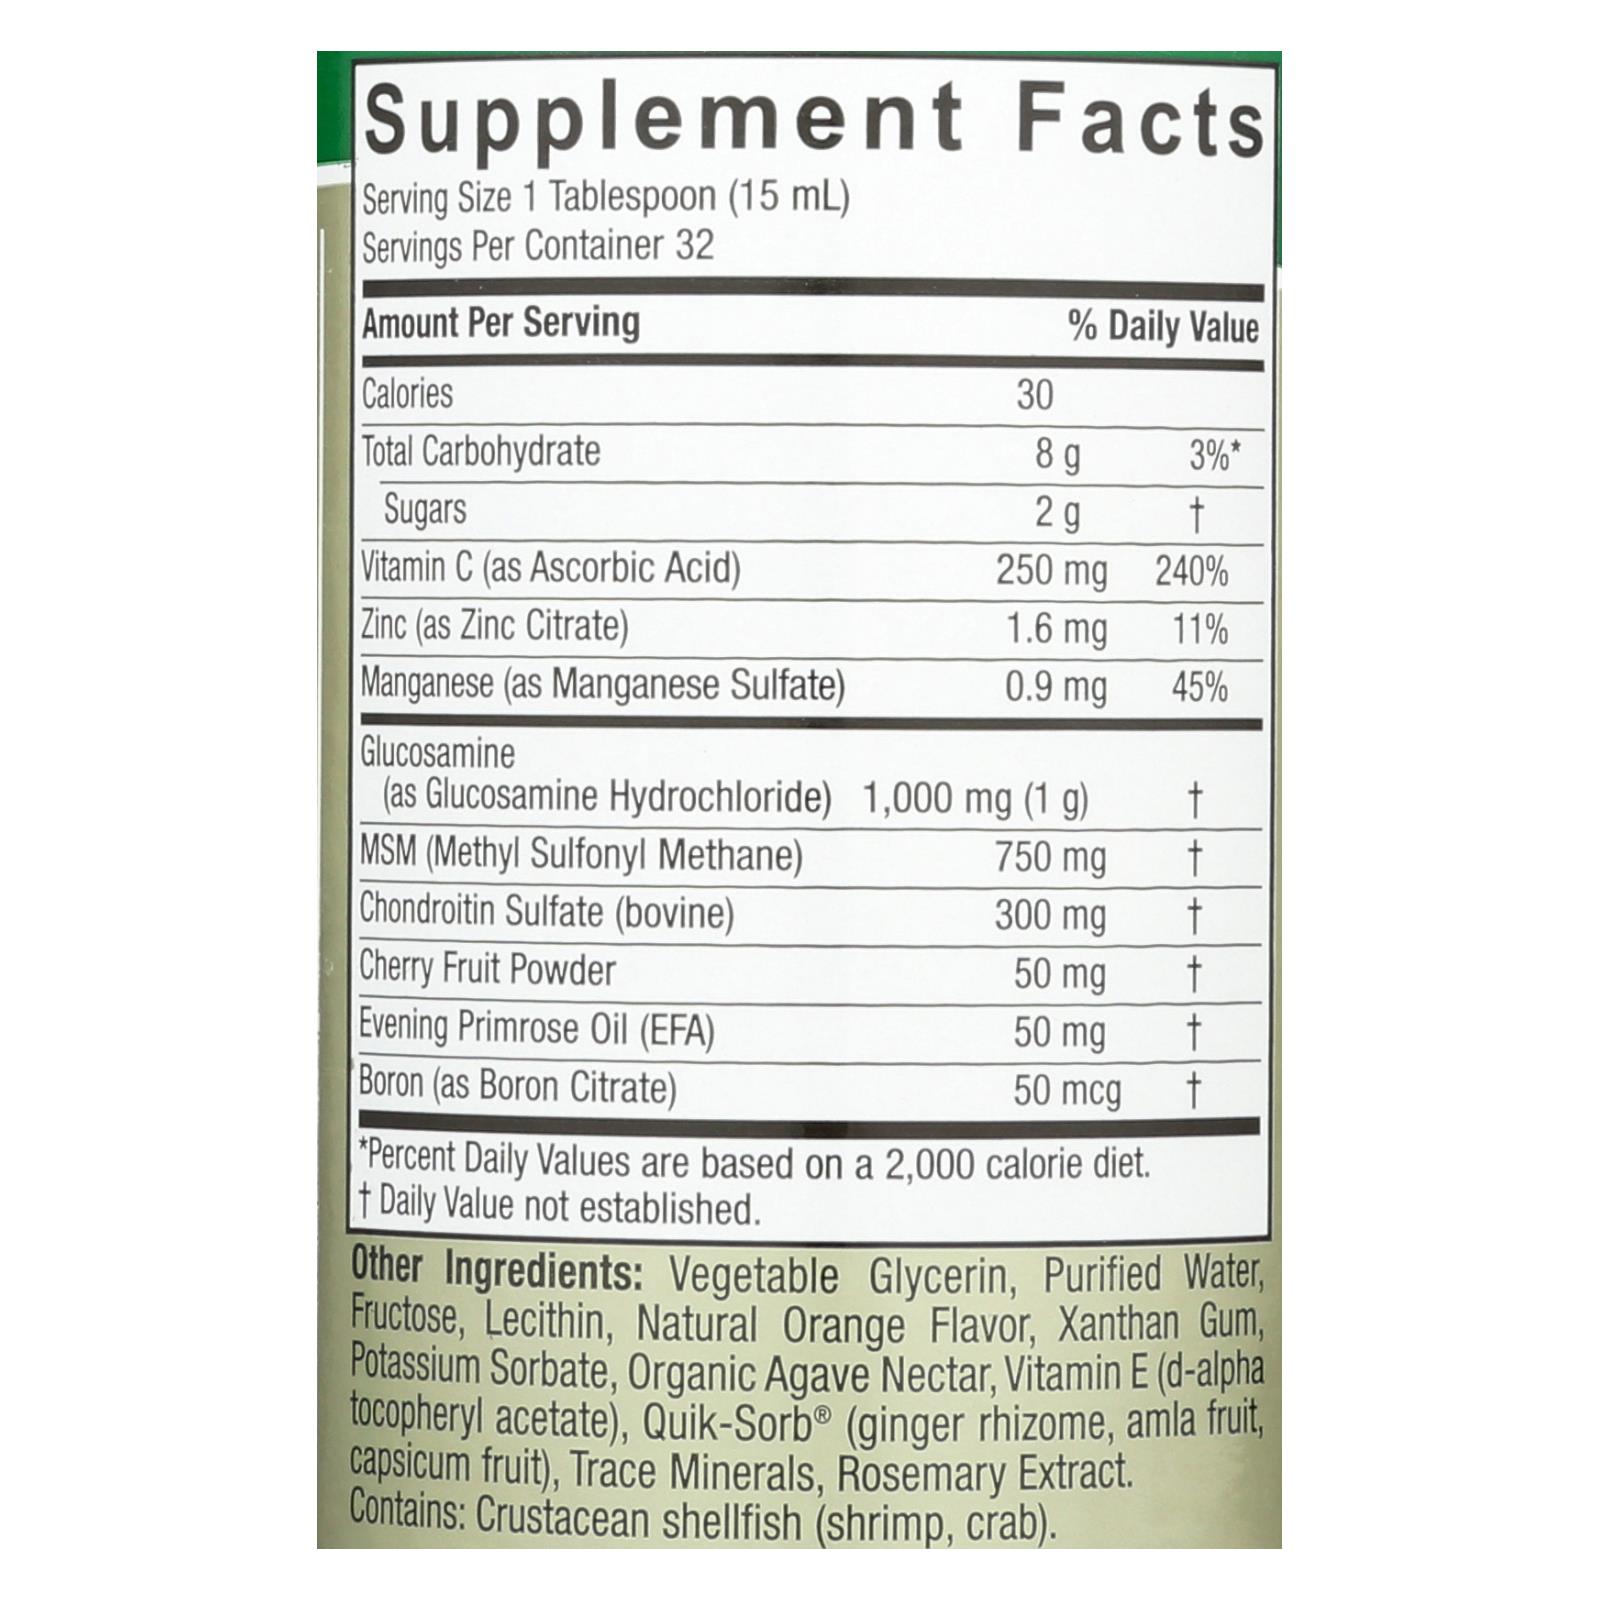 Supplement Facts
Serving Size 1 Tablespoon (15 mL)
Servings Per Container 32
Amount Per Serving % Daily Value
Calories 30
Total Carbohydrate 8 g 3%*
Sugars 2 g †
Vitamin C (as Ascorbic Acid) 250 mg 240%
Zinc (as Zinc Citrate) 1.6 mg 11%
Manganese (as Manganese Sulfate) 0.9 mg 45%
Glucosamine
(as Glucosamine Hydrochloride) 1,000 mg (1 g) †
MSM (Methyl Sulfonyl Methane) 750 mg †
Chondroitin Sulfate (bovine) 300 mg †
Cherry Fruit Powder 50 mg †
Evening Primrose Oil (EFA) 50 mg †
Boron (as Boron Citrate) 50 mcg †
*Percent Daily Values are based on a 2,000 calorie diet.
† Daily Value not established.
Other Ingredients: Vegetable Glycerin, Purified Water,
Fructose, Lecithin, Natural Orange Flavor, Xanthan Gum,
Potassium Sorbate, Organic Agave Nectar, Vitamin E (d-alpha
tocopheryl acetate), Quik-Sorb® (ginger rhizome, amla fruit,
capsicum fruit), Trace Minerals, Rosemary Extract.
Contains: Crustacean shellfish (shrimp, crab).